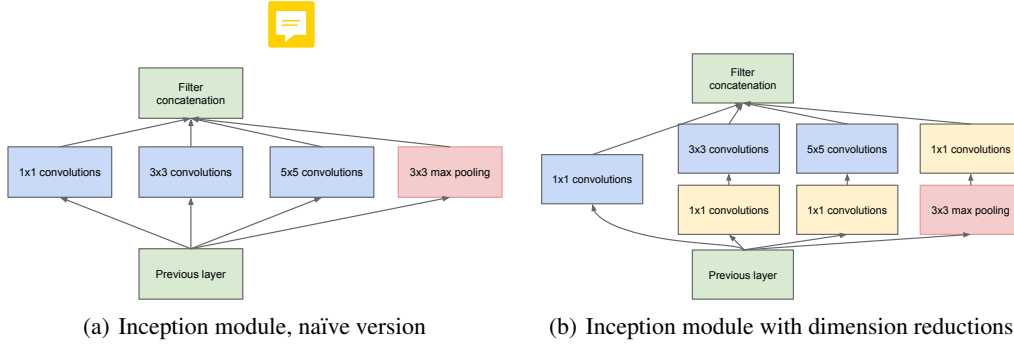 Filter
concatenation
1x1 convolutions
3x3 convolutions
5x5 convolutions
3x3 max pooling
Previous layer
(a) Inception module, naïve version
Filter
concatenation
3x3 convolutions
5x5 convolutions
1x1 convolutions
1x1 convolutions
1x1 convolutions
1x1 convolutions
3x3 max pooling
Previous layer
(b) Inception module with dimension reductions